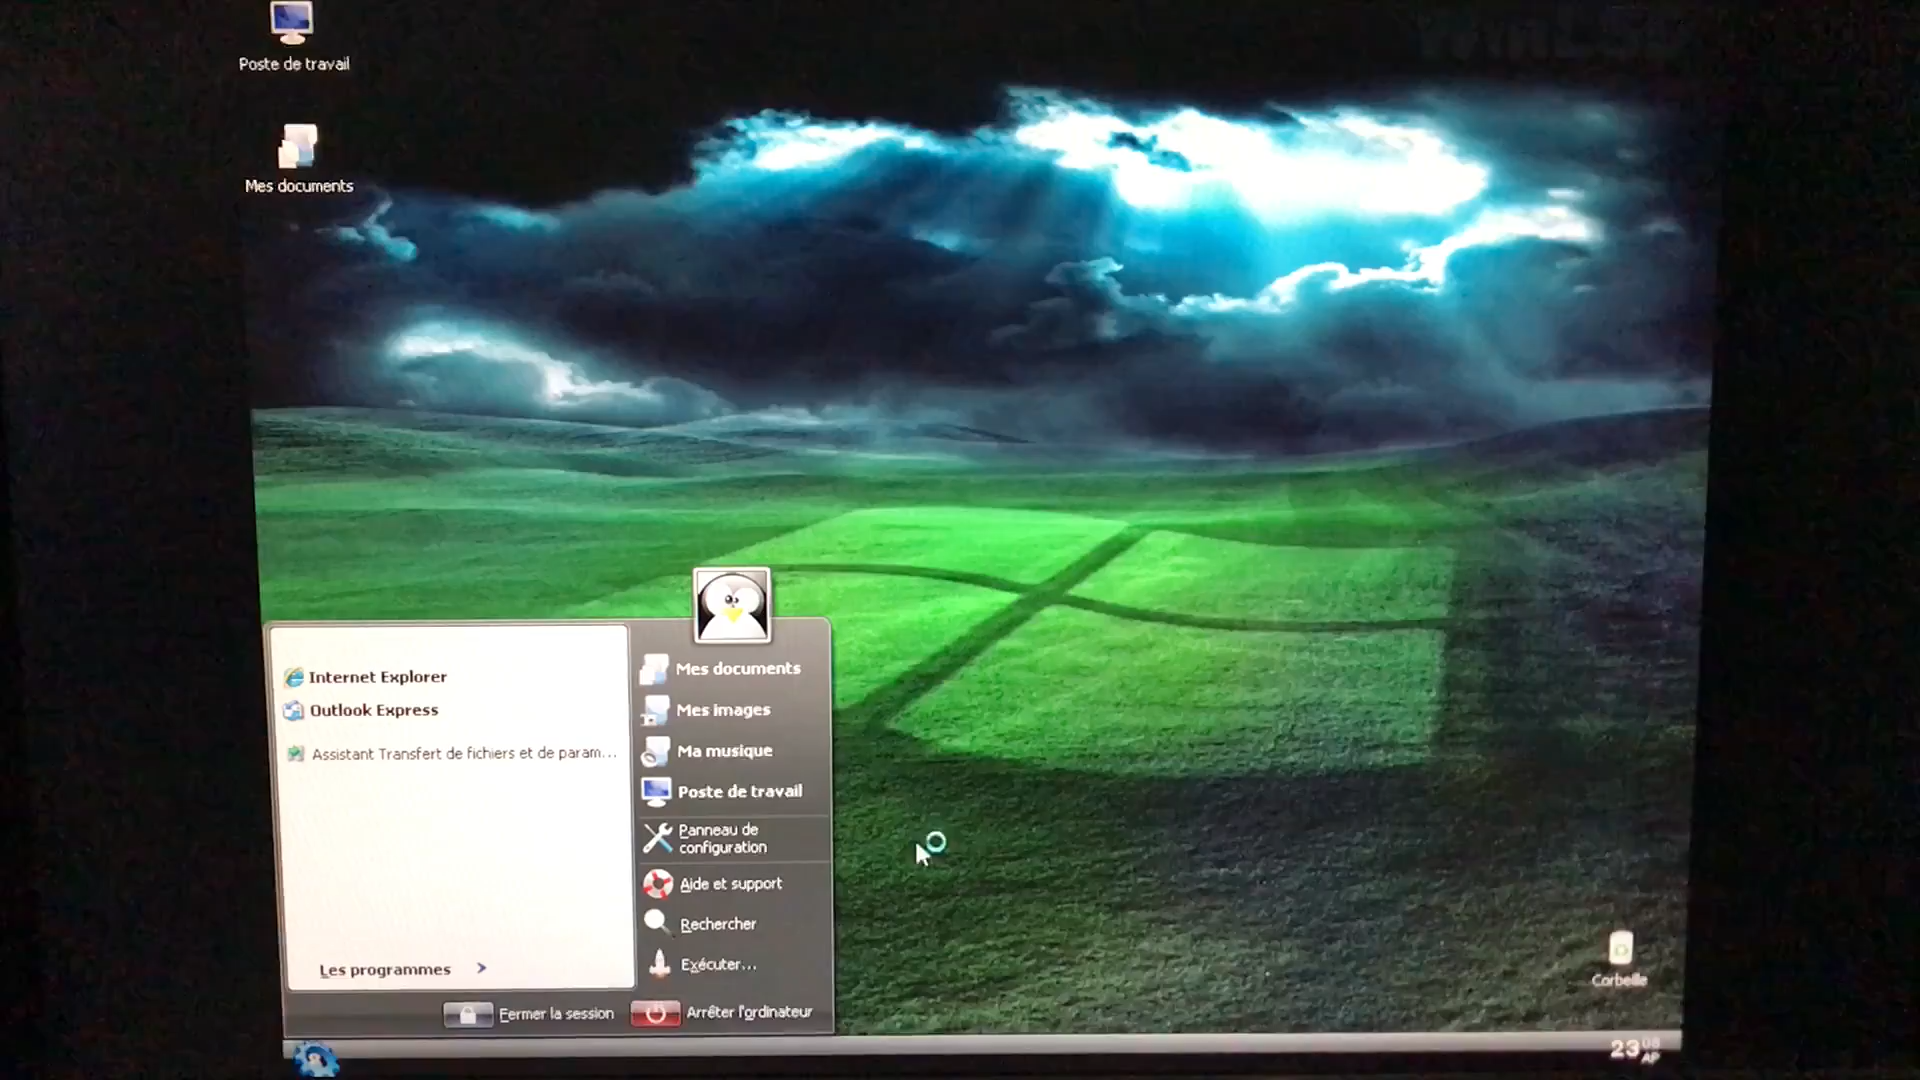 Poste de travail
Mes documents
Internet Explorer
Outlook Express
Assistant Transfert de fichiers et de param...
Les programmes
Mes documents
Mes images
Ma musique
Poste de travail
Panneau de
configuration
Aide et support
Rechercher
Exécuter...
Fermer la session
Arrêter l'ordinateur
Corbeille
23